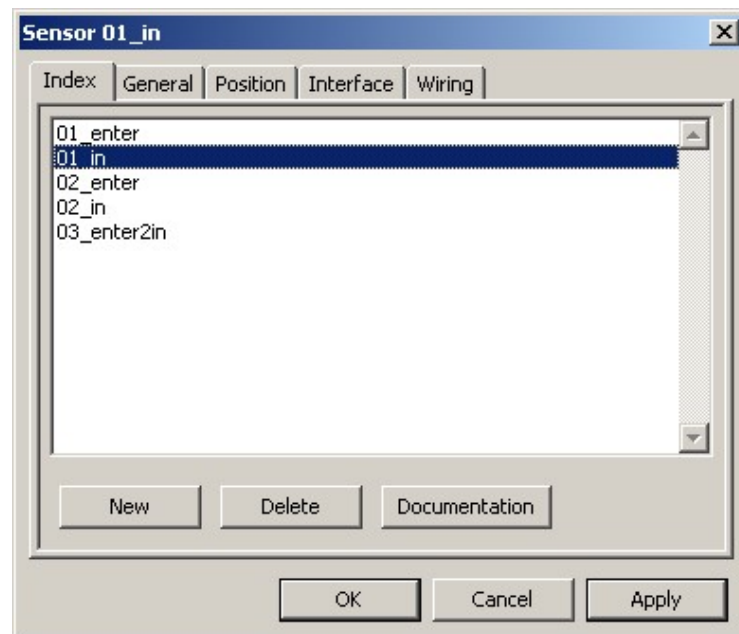 Sensor 01_in
Index General Position Interface Wiring
01_enter
01_in
02_enter
02_in
03_enter2in
New Delete Documentation
OK Cancel Apply